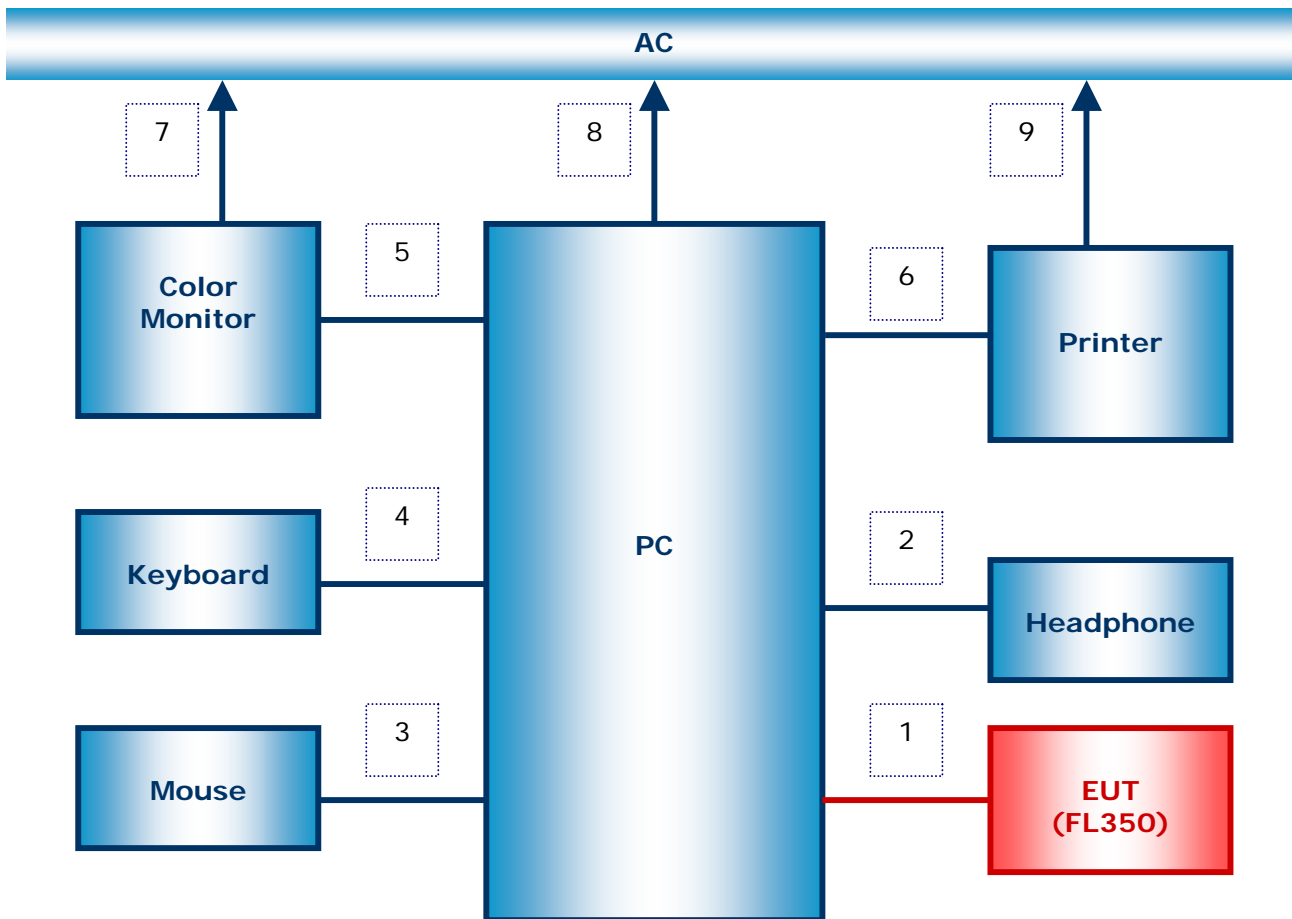 AC
7
8
9
5
6
Color
Monitor
Printer
4
2
PC
Keyboard
Headphone
3
1
Mouse
EUT
(FL350)